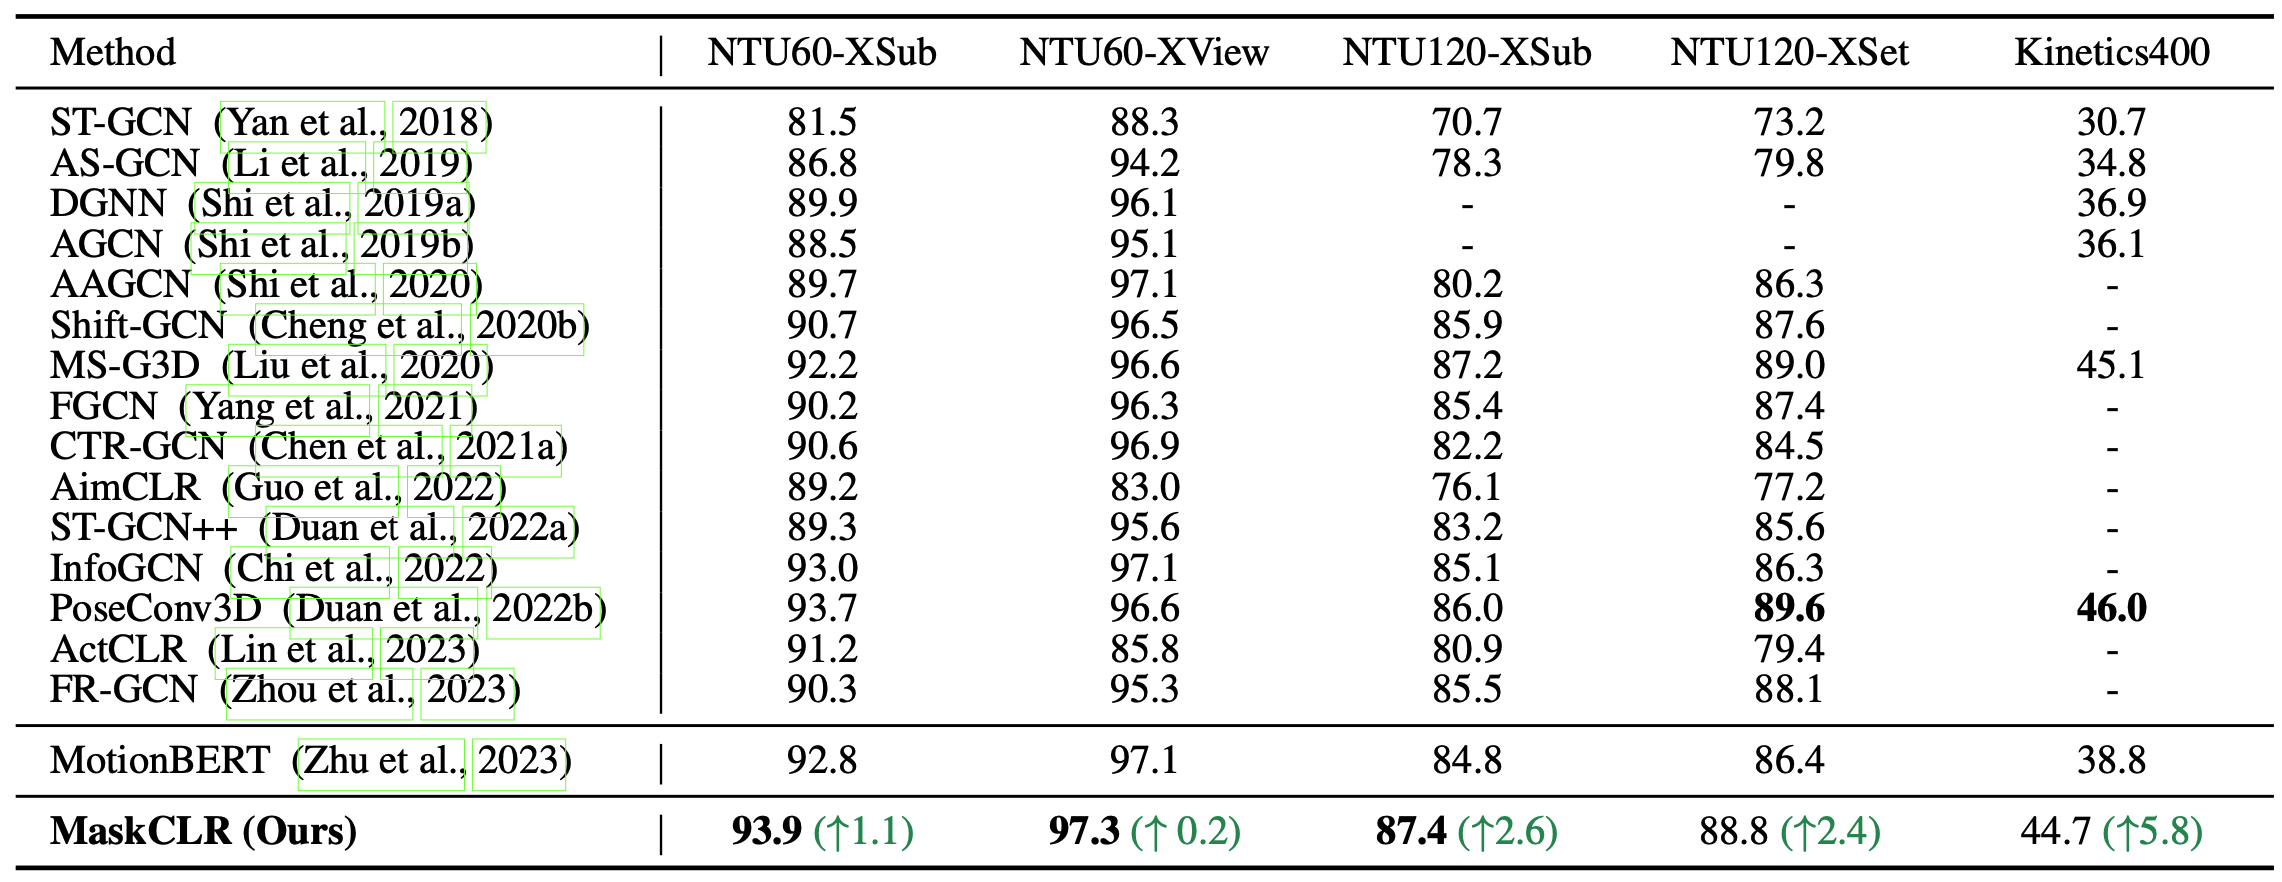 Method NTU60-XSub NTU60-XView NTU120-XSub NTU120-XSet Kinetics400
ST-GCN (Yan et al., 2018) 81.5 88.3 70.7 73.2 30.7
AS-GCN (Li et al., 2019) 86.8 94.2 78.3 79.8 34.8
DGNN (Shi et al., 2019a) 89.9 96.1 - - 36.9
AGCN (Shi et al., 2019b) 88.5 95.1 - - 36.1
AAGCN (Shi et al., 2020) 89.7 97.1 80.2 86.3 -
Shift-GCN (Cheng et al., 2020b) 90.7 96.5 85.9 87.6 -
MS-G3D (Liu et al., 2020) 92.2 96.6 87.2 89.0 45.1
FGCN (Yang et al., 2021) 90.2 96.3 85.4 87.4 -
CTR-GCN (Chen et al., 2021a) 90.6 96.9 82.2 84.5 -
AimCLR (Guo et al., 2022) 89.2 83.0 76.1 77.2 -
ST-GCN++ (Duan et al., 2022a) 89.3 95.6 83.2 85.6 -
InfoGCN (Chi et al., 2022) 93.0 97.1 85.1 86.3 -
PoseConv3D (Duan et al., 2022b) 93.7 96.6 86.0 89.6 46.0
ActCLR (Lin et al., 2023) 91.2 85.8 80.9 79.4 -
FR-GCN (Zhou et al., 2023) 90.3 95.3 85.5 88.1 -
MotionBERT (Zhu et al., 2023) 92.8 97.1 84.8 86.4 38.8
MaskCLR (Ours) 93.9 (↑1.1) 97.3 (↑ 0.2) 87.4 (↑2.6) 88.8 (↑2.4) 44.7 (↑5.8)